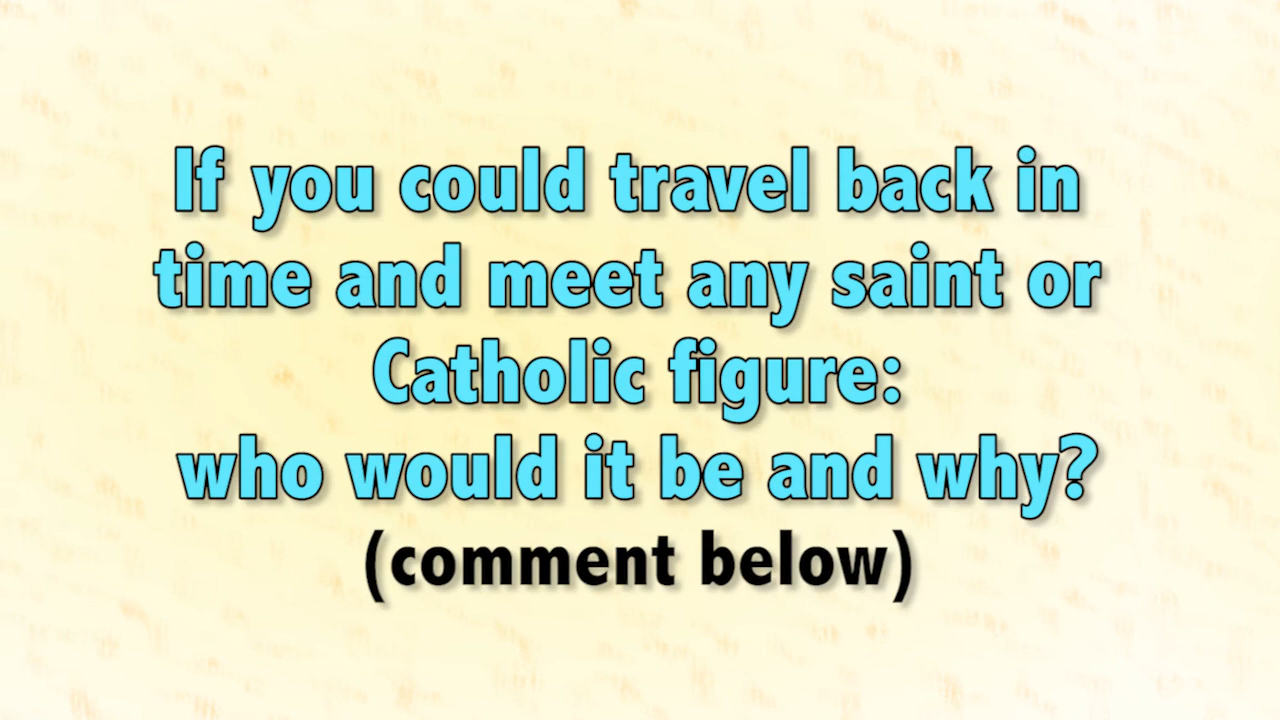 If you could travel back in
time and meet any saint or
Catholic figure:
who would it be and why?
(comment below)